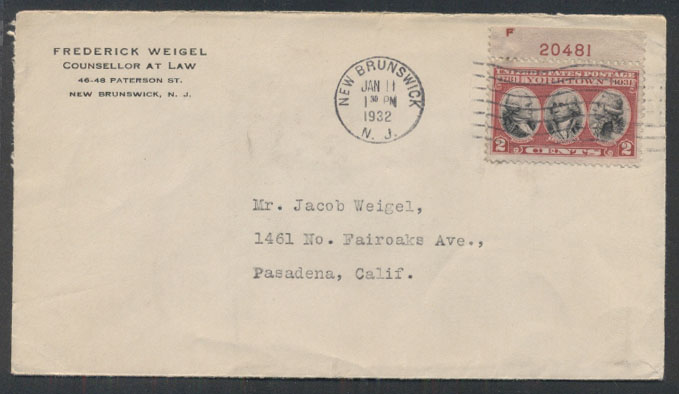 FREDERICK WEIGEL
COUNSELLOR AT LAW
46-48 PATERSON ST.
NEW BRUNSWICK, N. J.
NEW BRUNSWICK
JAN 11
1 30 PM
1932
N. J.
F
20481
UNITED STATES POSTAGE
1781 YORKTOWN 1931
2 CENTS 2
Mr. Jacob Weigel,
1461 No. Fairoaks Ave.,
Pasadena, Calif.